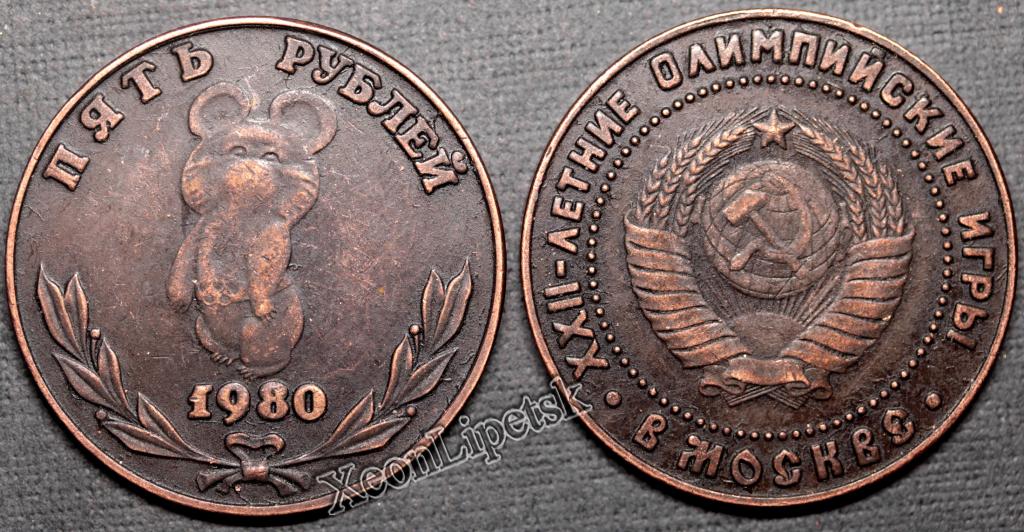 ПЯТЬ РУБЛЕЙ
1980
XXII-ЛЕТНИЕ ОЛИМПИЙСКИЕ ИГРЫ
· В МОСКВЕ ·
XeonLipetsk